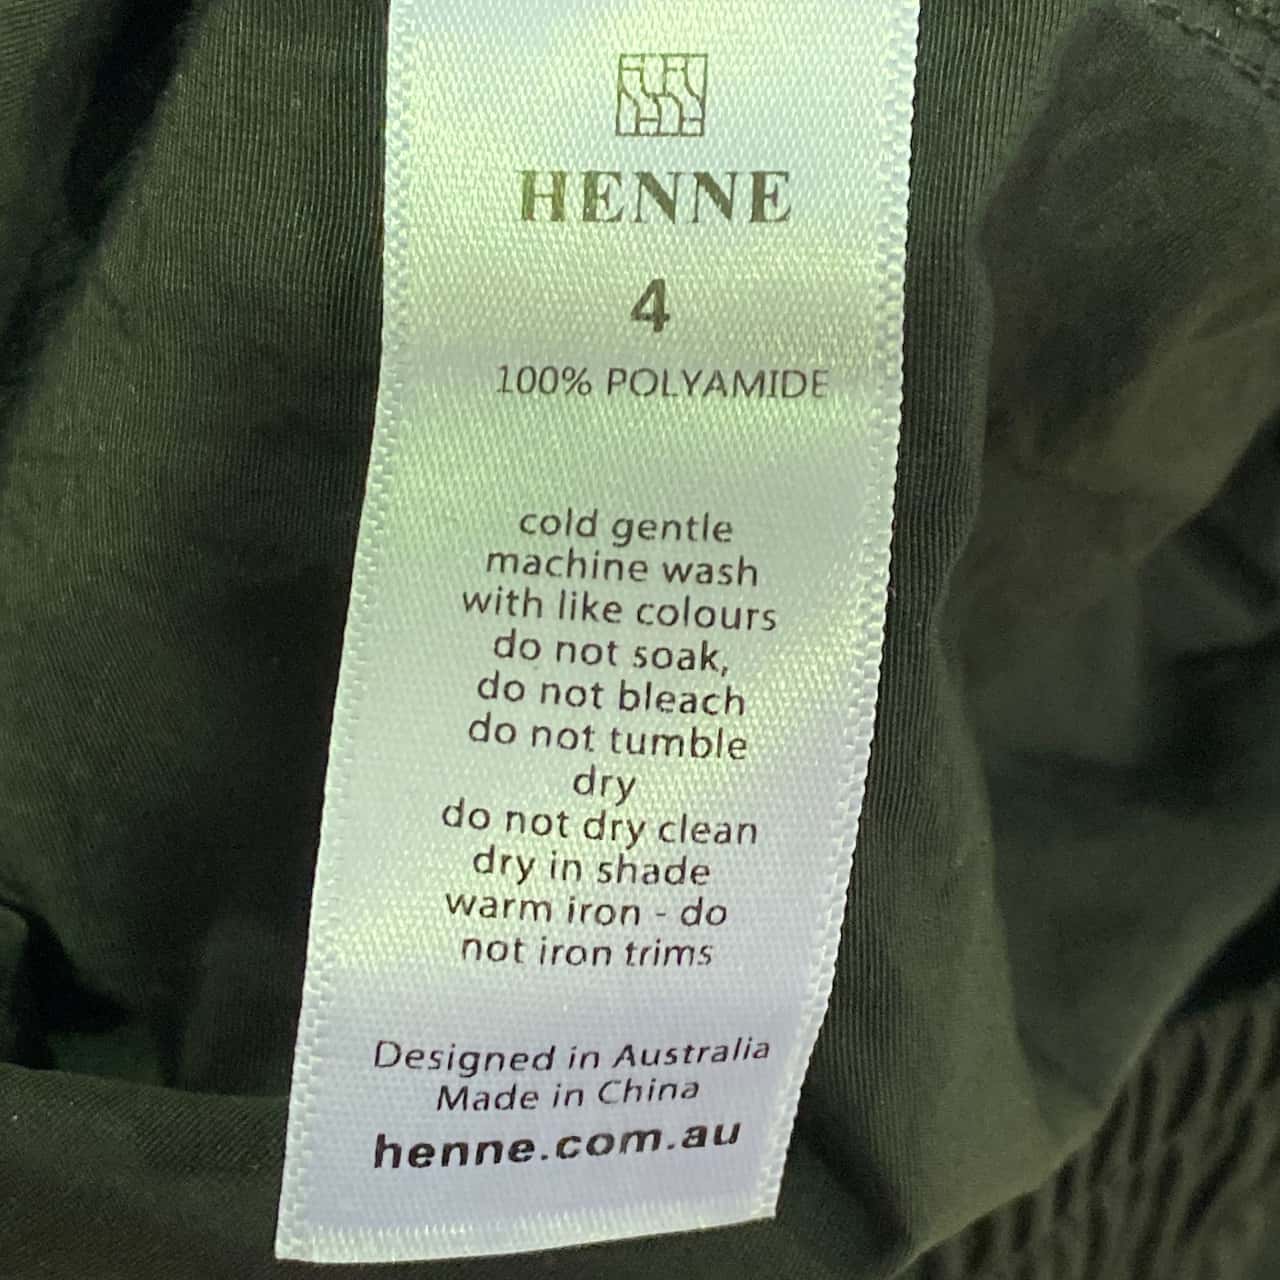 HENNE
4
100% POLYAMIDE
cold gentle
machine wash
with like colours
do not soak,
do not bleach
do not tumble
dry
do not dry clean
dry in shade
warm iron - do
not iron trims
Designed in Australia
Made in China
henne.com.au